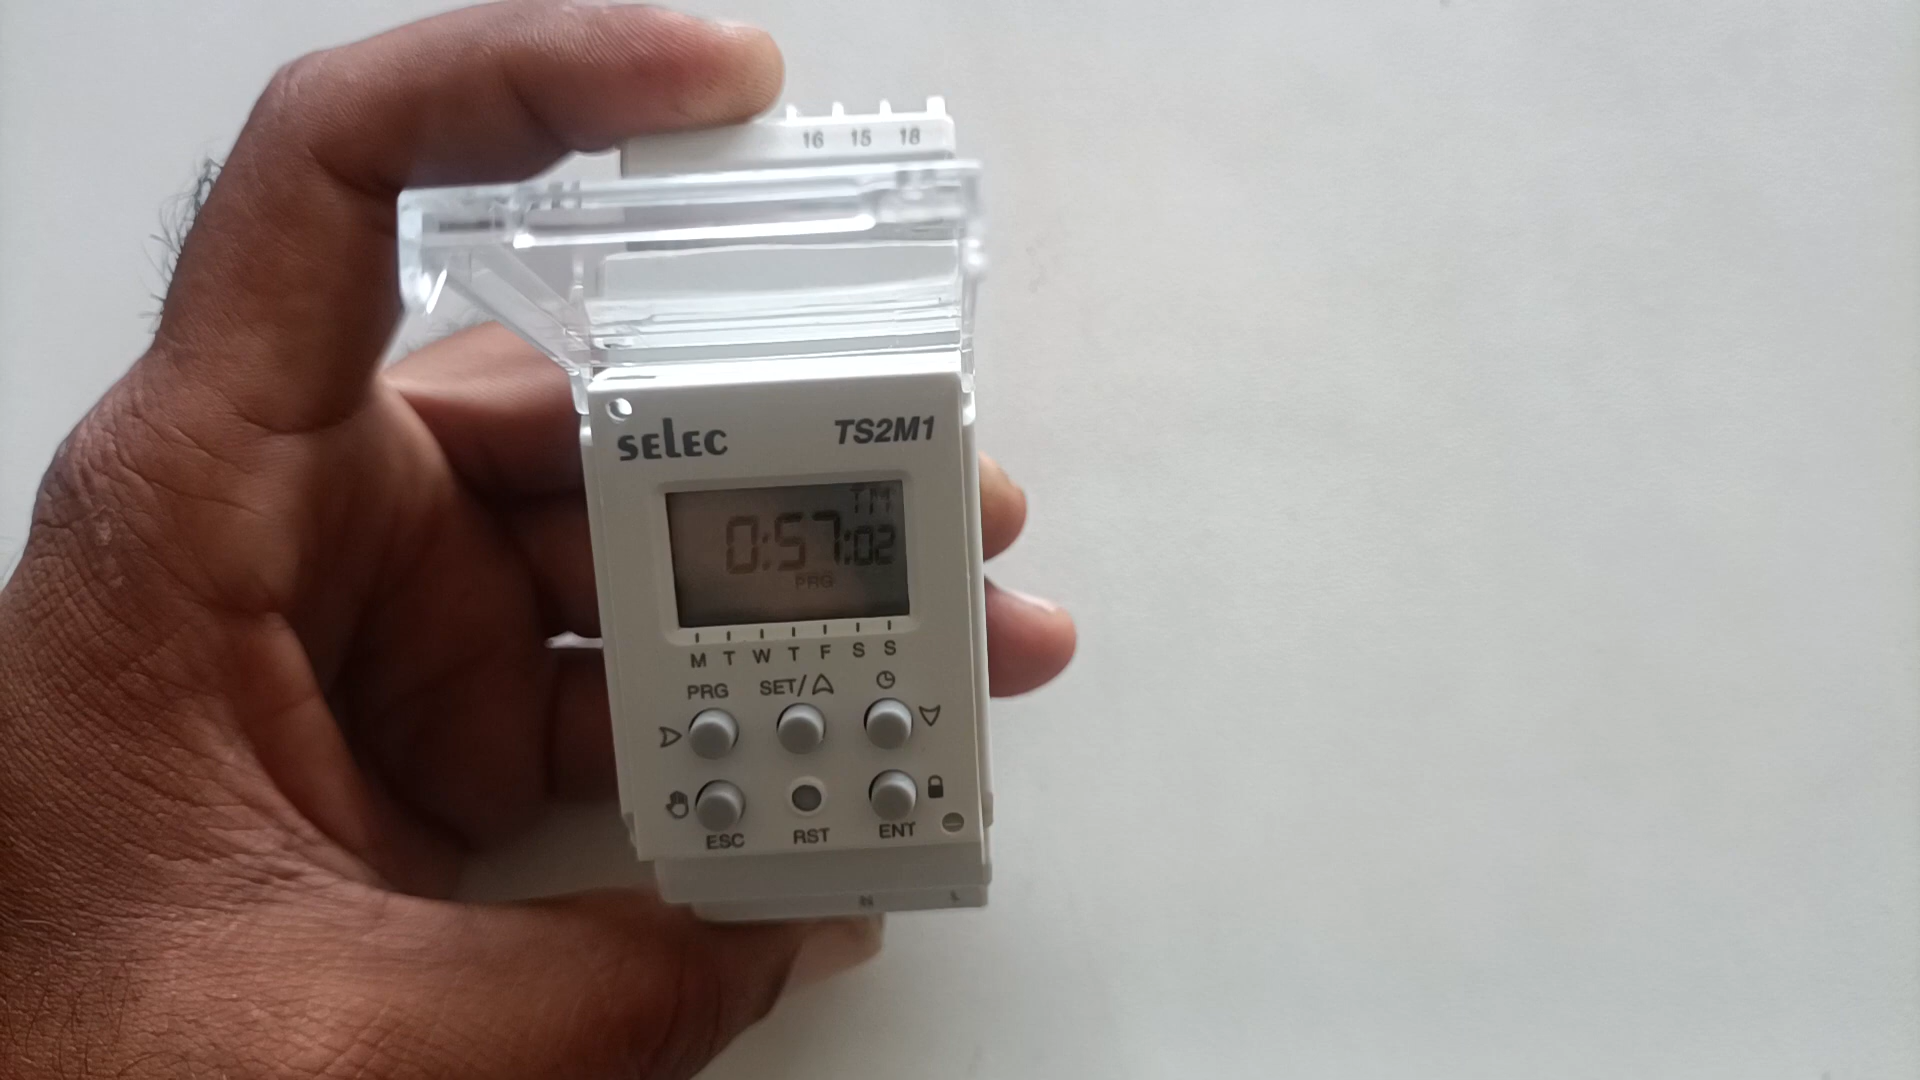 16 15 18
SELEC TS2M1
TM
0:57:02
PRG
M T W T F S S
PRG SET/
ESC RST ENT
N L